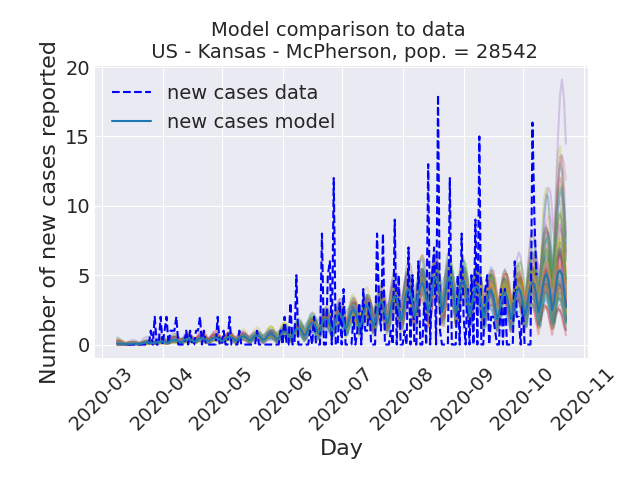 Model comparison to data
US - Kansas - McPherson, pop. = 28542
Number of new cases reported
20
15
10
5
0
new cases data
new cases model
2020-03
2020-04
2020-05
2020-06
2020-07
2020-08
2020-09
2020-10
2020-11
Day